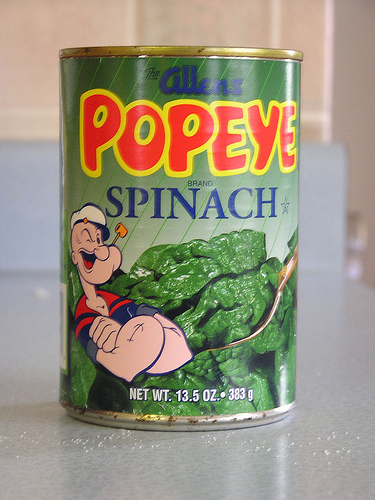 The Allens
POPEYE
BRAND
SPINACH
NET WT. 13.5 OZ. • 383 g